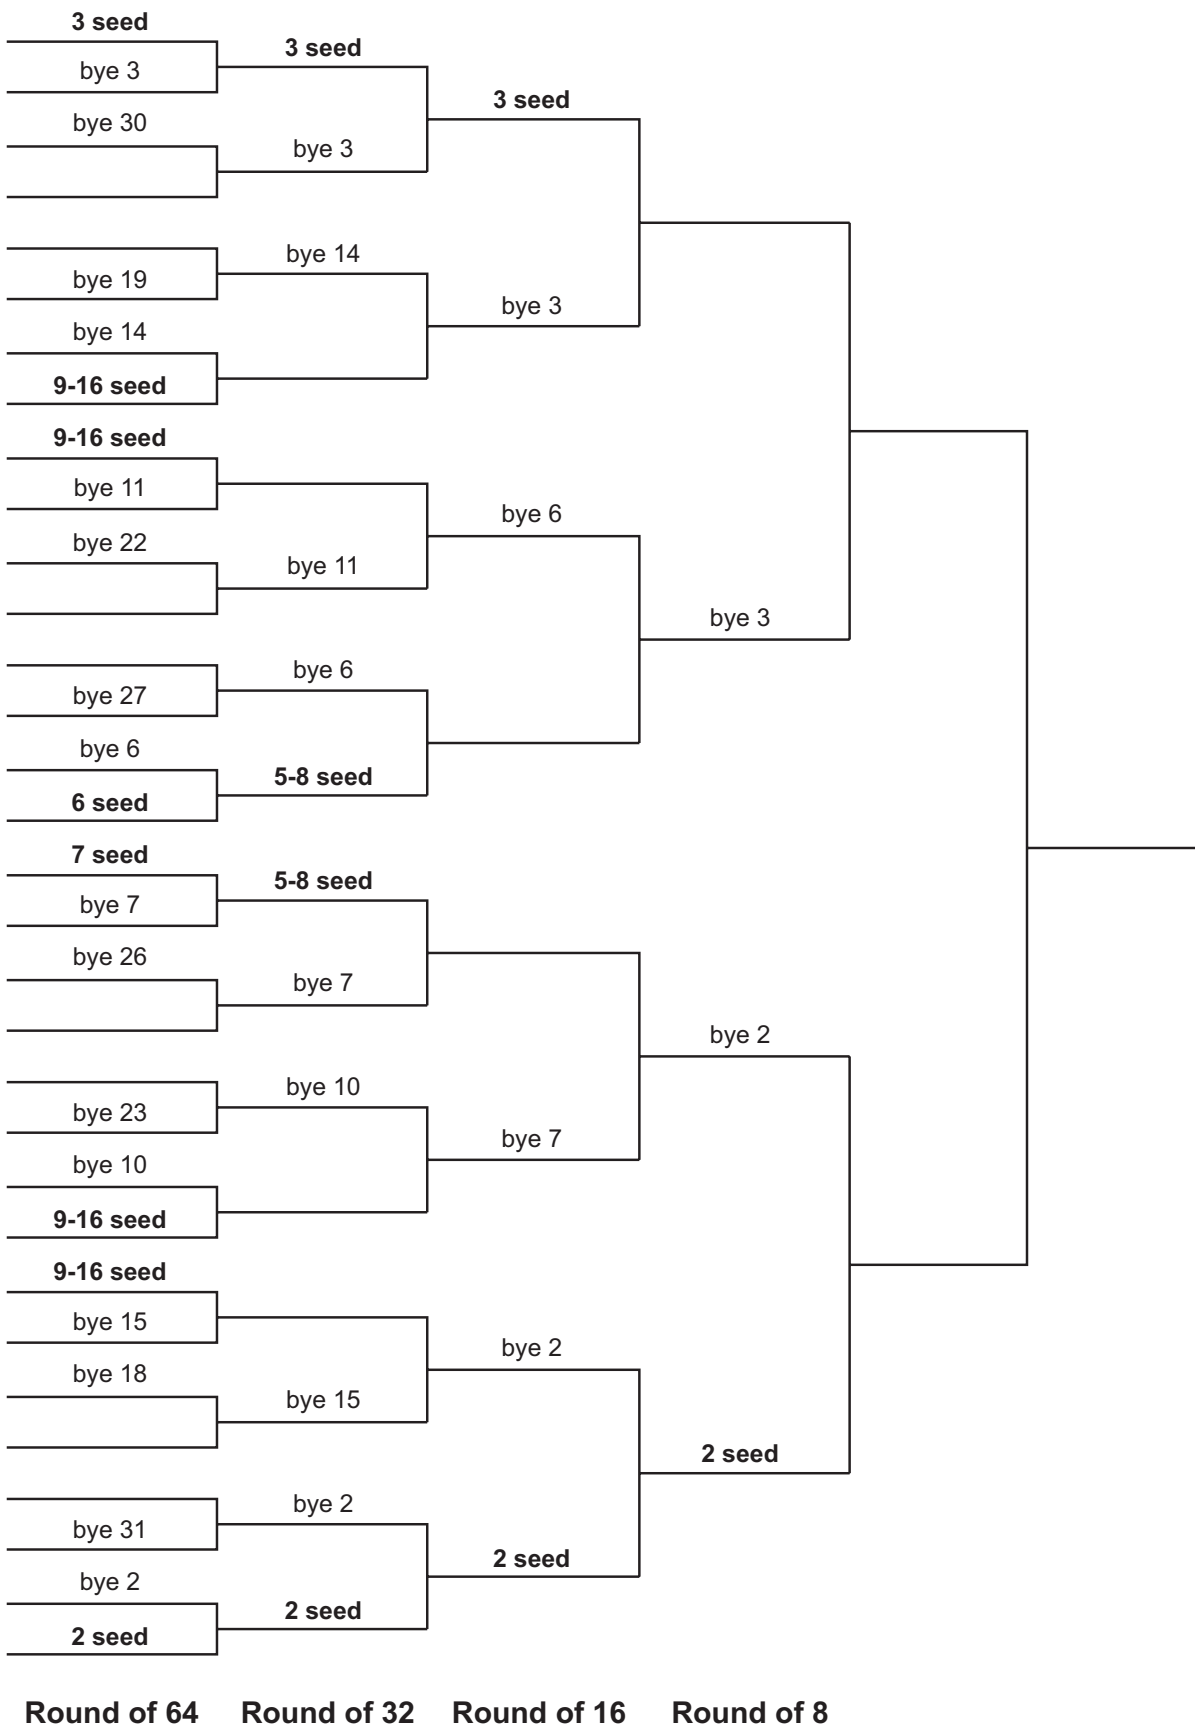 3 seed
bye 3
bye 30
bye 19
bye 14
9-16 seed
9-16 seed
bye 11
bye 22
bye 27
bye 6
6 seed
7 seed
bye 7
bye 26
bye 23
bye 10
9-16 seed
9-16 seed
bye 15
bye 18
bye 31
bye 2
2 seed
Round of 64
3 seed
bye 3
bye 14
bye 11
bye 6
5-8 seed
5-8 seed
bye 7
bye 10
bye 15
bye 2
2 seed
Round of 32
3 seed
bye 3
bye 6
bye 7
bye 2
2 seed
Round of 16
bye 3
bye 2
2 seed
Round of 8